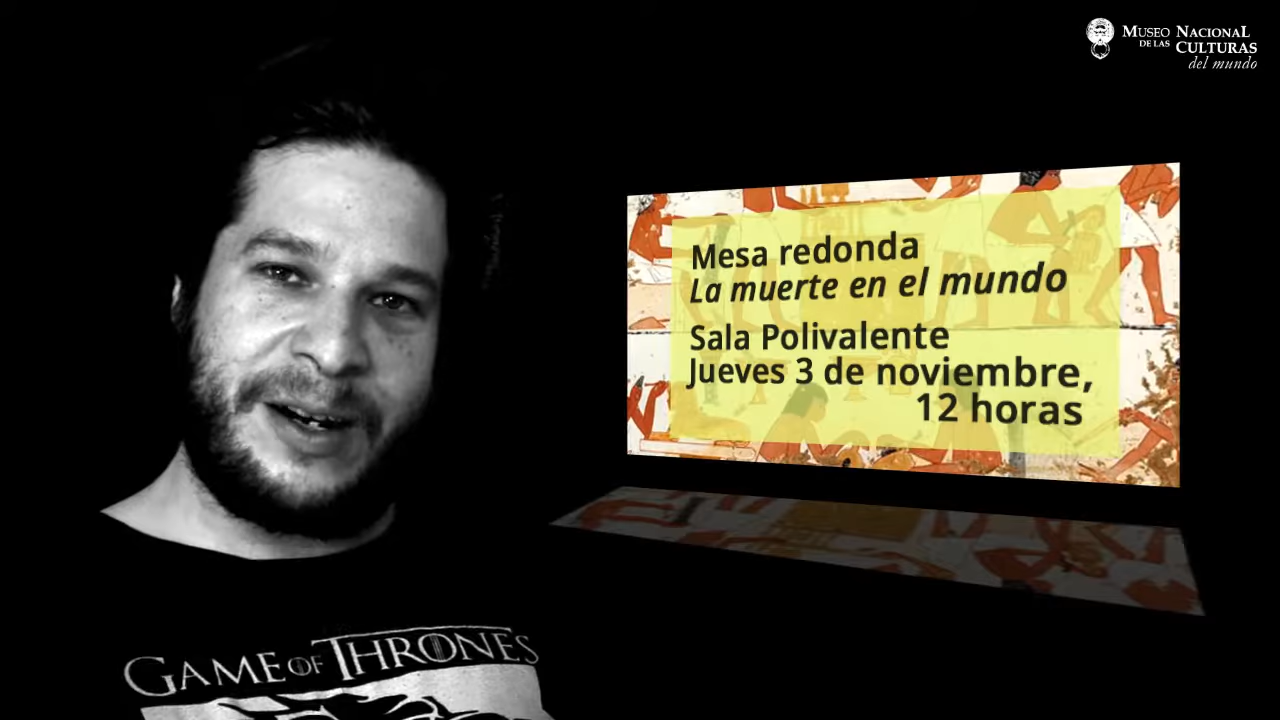 MUSEO NACIONAL
DE LAS CULTURAS
del mundo
Mesa redonda
La muerte en el mundo
Sala Polivalente
Jueves 3 de noviembre,
12 horas
GAME OF THRONES